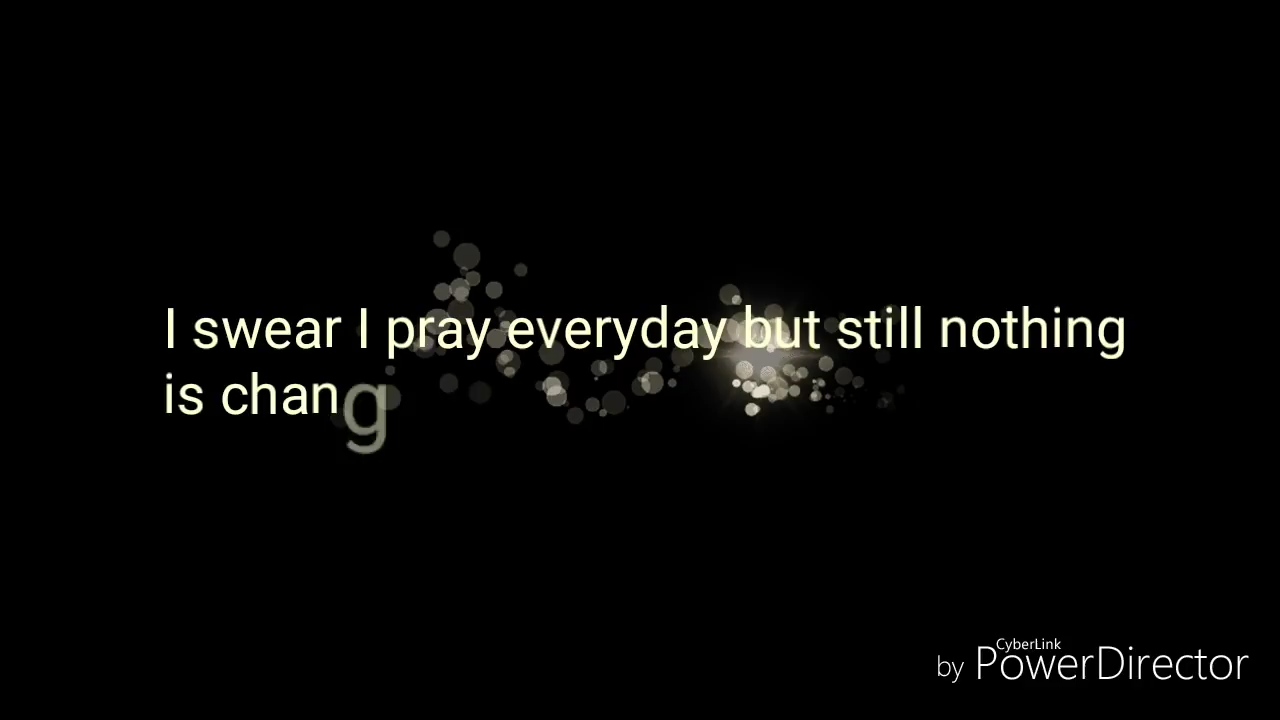 I swear I pray everyday but still nothing
is chang
CyberLink
by PowerDirector